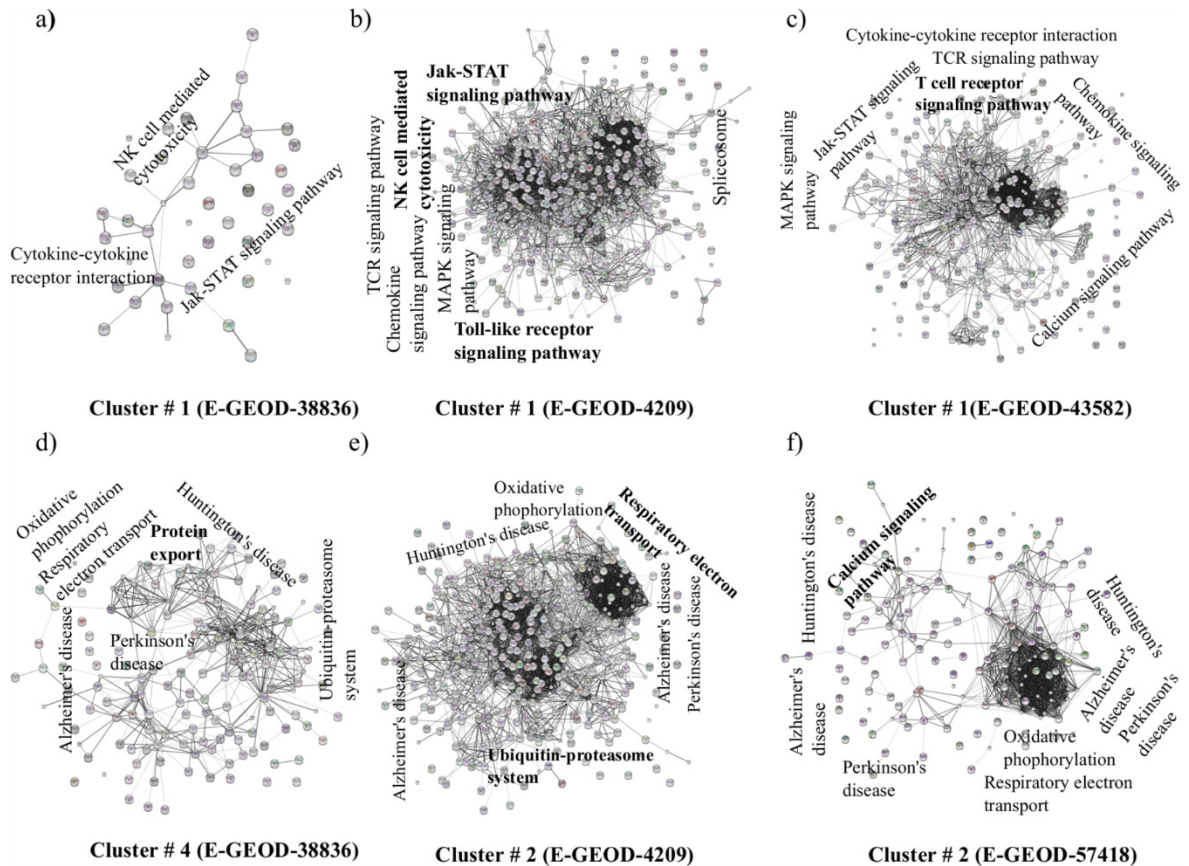 a)
NK cell mediated
cytotoxicity
Cytokine-cytokine
receptor interaction
Jak-STAT signaling pathway
Cluster # 1 (E-GEOD-38836)
b)
Jak-STAT
signaling pathway
TCR signaling pathway
NK cell mediated
cytotoxicity
Chemokine
signaling pathway
MAPK signaling
pathway
Spliceosome
Toll-like receptor
signaling pathway
Cluster # 1 (E-GEOD-4209)
c)
Cytokine-cytokine receptor interaction
TCR signaling pathway
T cell receptor
signaling pathway
Jak-STAT signaling
pathway
MAPK signaling
pathway
Chemokine signaling
pathway
Calcium signaling pathway
Cluster # 1(E-GEOD-43582)
d)
Oxidative
phophorylation
Respiratory
electron transport
Protein
export
Huntington's disease
Alzheimer's disease
Perkinson's
disease
Ubiquitin-proteasome
system
Cluster # 4 (E-GEOD-38836)
e)
Oxidative
phophorylation
Huntington's disease
Respiratory electron
transport
Alzheimer's disease
Perkinson's disease
Alzheimer's disease
Ubiquitin-proteasome
system
Cluster # 2 (E-GEOD-4209)
f)
Huntington's disease
Calcium signaling
pathway
Alzheimer's
disease
Perkinson's
disease
Huntington's
disease
Alzheimer's
disease
Perkinson's
disease
Oxidative
phophorylation
Respiratory electron
transport
Cluster # 2 (E-GEOD-57418)